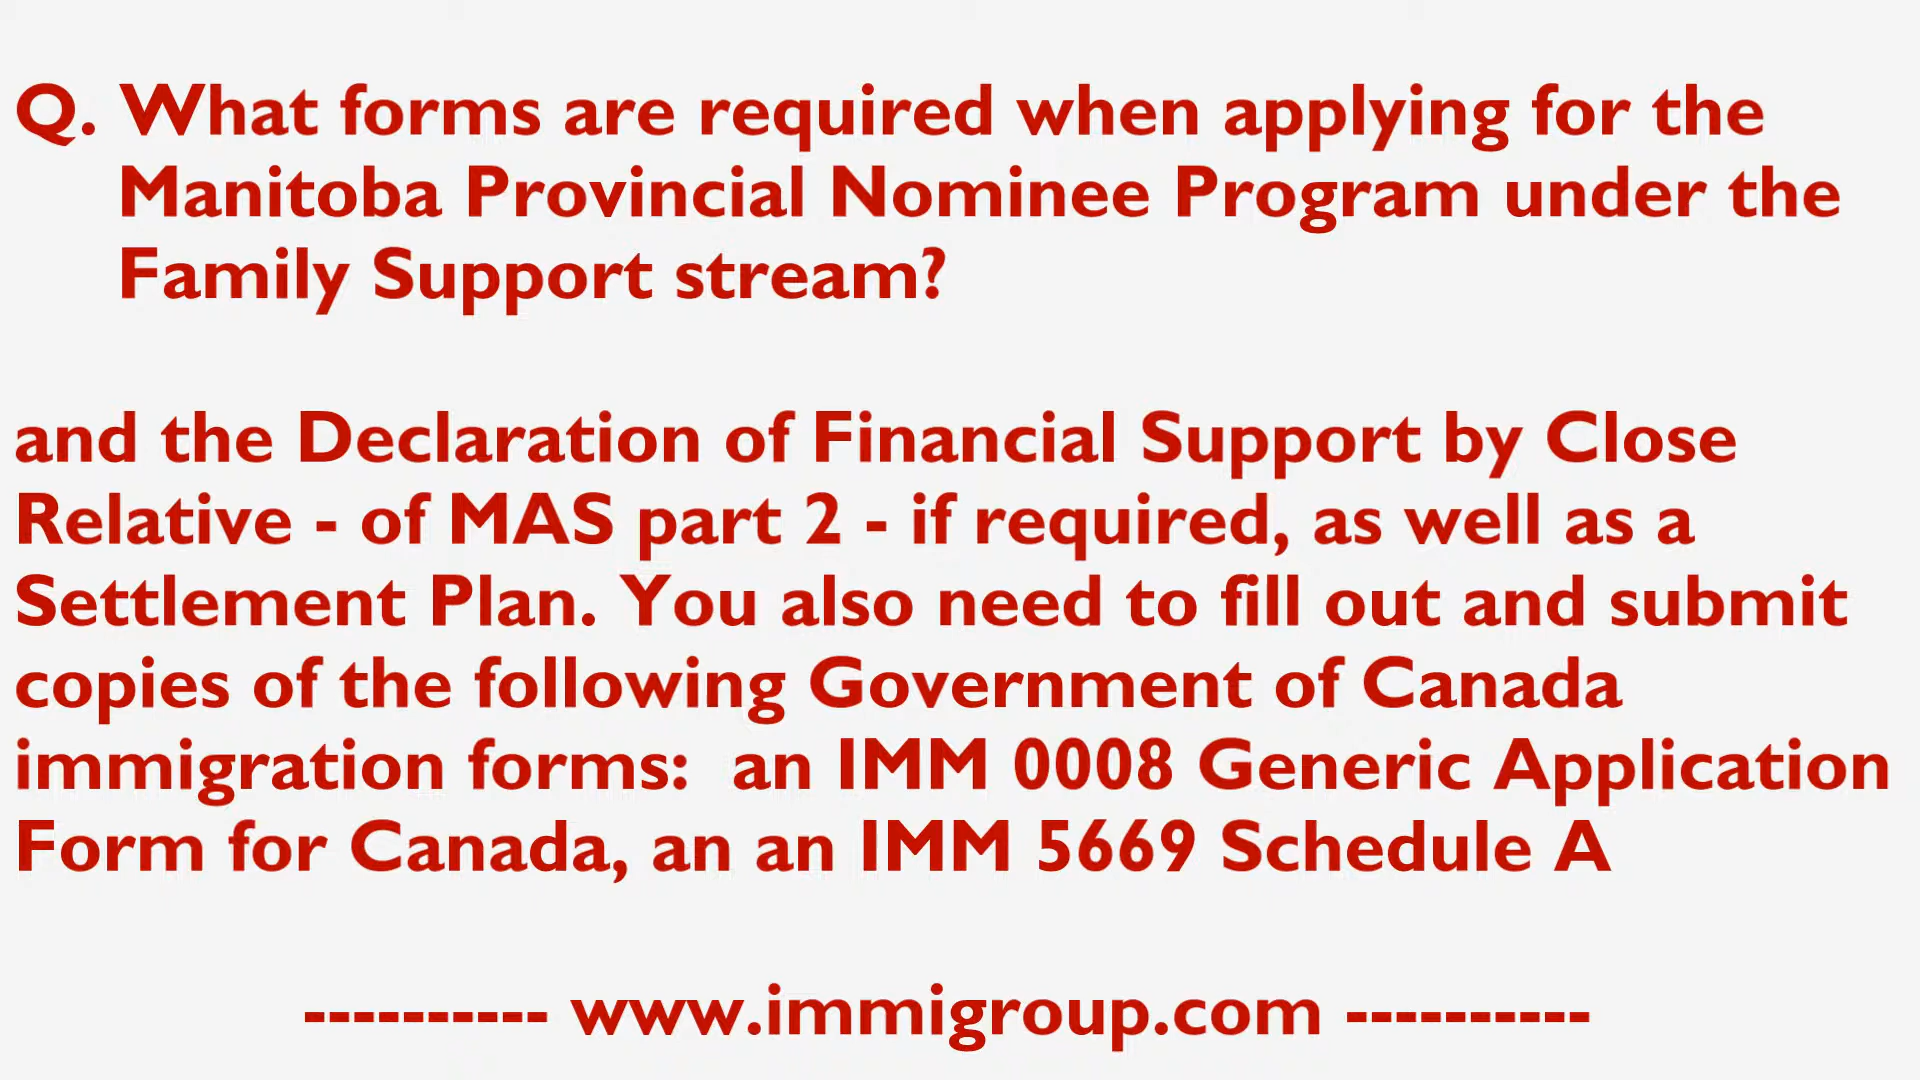 Q. What forms are required when applying for the
Manitoba Provincial Nominee Program under the
Family Support stream?
and the Declaration of Financial Support by Close
Relative - of MAS part 2 - if required, as well as a
Settlement Plan. You also need to fill out and submit
copies of the following Government of Canada
immigration forms:  an IMM 0008 Generic Application
Form for Canada, an an IMM 5669 Schedule A
---------- www.immigroup.com ----------